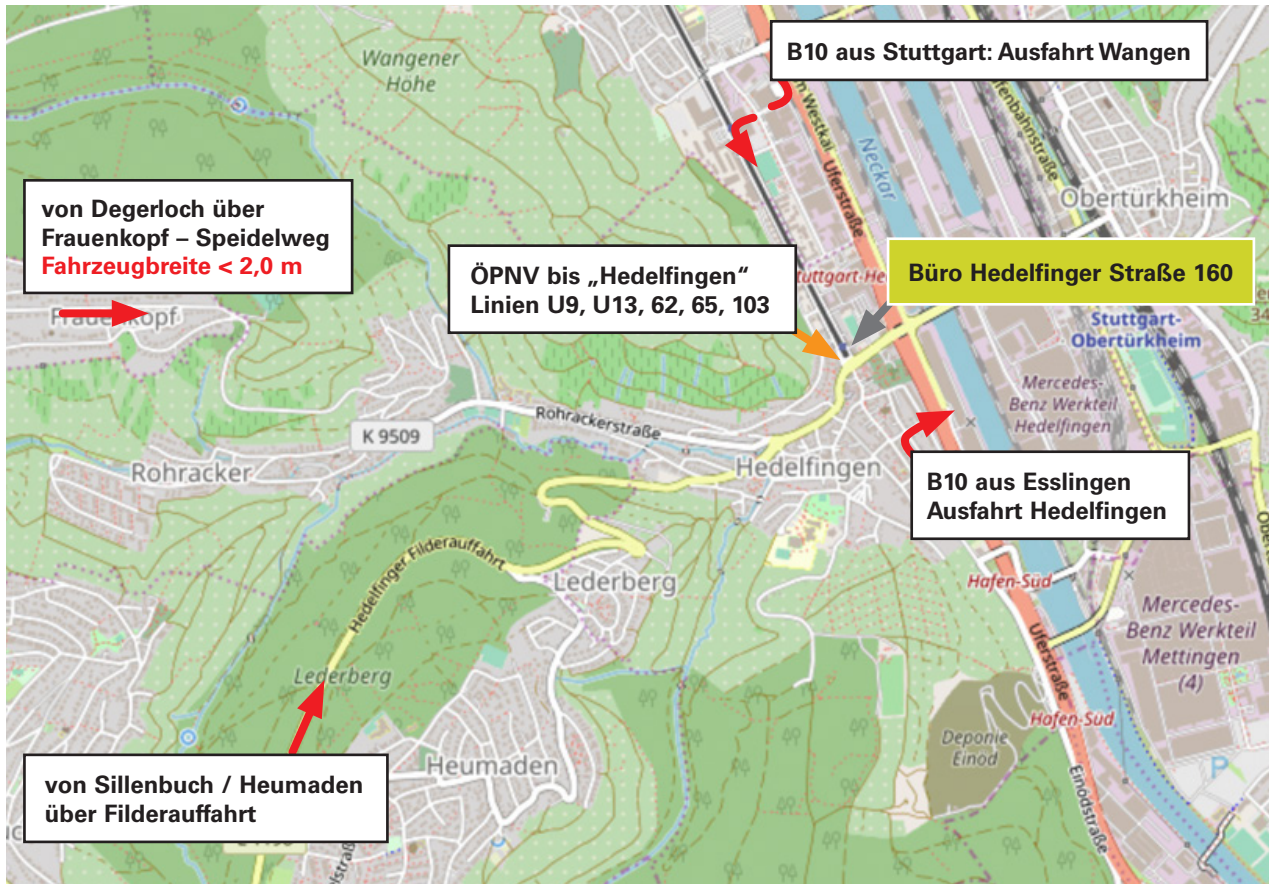 B10 aus Stuttgart: Ausfahrt Wangen
Wangener
Höhe
Westkai
Uferstraße
Neckar
Obertürkheim
von Degerloch über
Frauenkopf – Speidelweg
Fahrzeugbreite < 2,0 m
Frauenkopf
ÖPNV bis „Hedelfingen“
Linien U9, U13, 62, 65, 103
Büro Hedelfinger Straße 160
Stuttgart-
Obertürkheim
Mercedes-
Benz Werkteil
Hedelfingen
Rohrackerstraße
K 9509
Rohracker
Hedelfingen
B10 aus Esslingen
Ausfahrt Hedelfingen
Hedelfinger Filderauffahrt
Lederberg
Hafen-Süd
Mercedes-
Benz Werkteil
Mettingen
(4)
Uferstraße
Lederberg
Hafen-Süd
Deponie
Einod
P
Heumaden
von Sillenbuch / Heumaden
über Filderauffahrt
Einödstraße